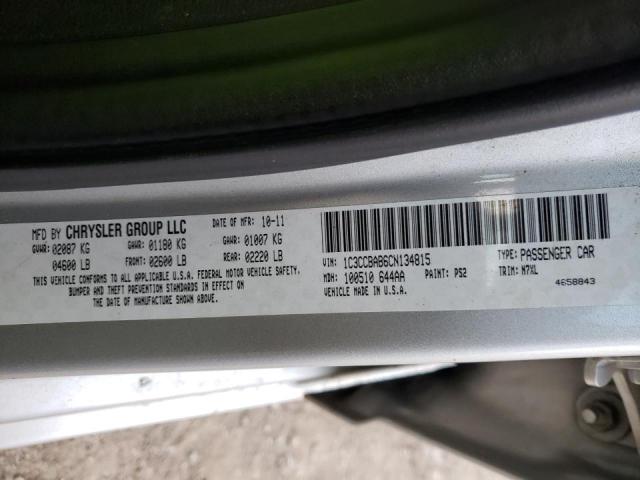 MFD BY CHRYSLER GROUP LLC DATE OF MFR: 10-11
GVWR: 02087 KG GAWR: 01180 KG GAWR: 01007 KG
04600 LB FRONT: 02600 LB REAR: 02220 LB
THIS VEHICLE CONFORMS TO ALL APPLICABLE U.S.A. FEDERAL MOTOR VEHICLE SAFETY,
BUMPER AND THEFT PREVENTION STANDARDS IN EFFECT ON
THE DATE OF MANUFACTURE SHOWN ABOVE.
VIN: 1C3CCBAB6CN134815 TYPE: PASSENGER CAR
MDH: 100510 644AA PAINT: PS2 TRIM: N7XL
VEHICLE MADE IN U.S.A. 4658843